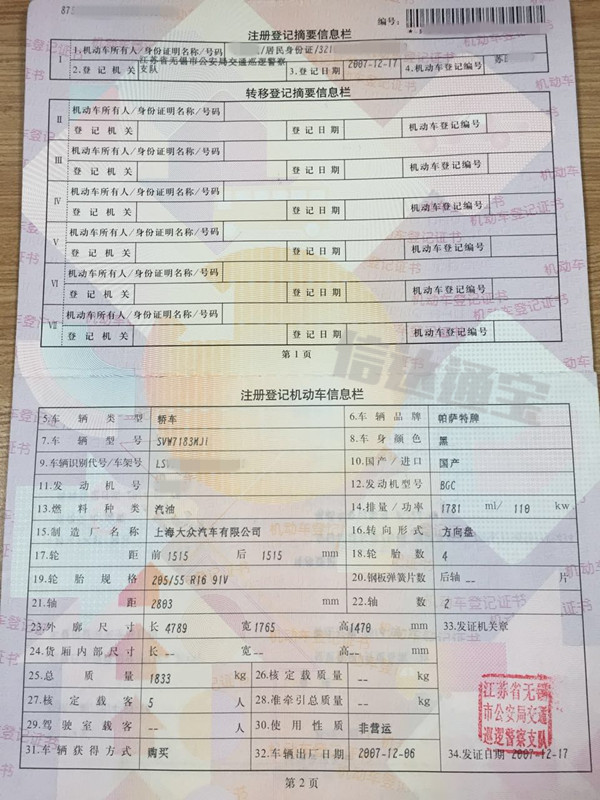 编号:
注册登记摘要信息栏
I 1.机动车所有人/身份证明名称/号码 /居民身份证/321
2.登记机关 江苏省无锡市公安局交通巡逻警察支队 3.登记日期 2007-12-17 4.机动车登记编号
转移登记摘要信息栏
II 机动车所有人/身份证明名称/号码
登记机关 登记日期 机动车登记编号
III 机动车所有人/身份证明名称/号码
登记机关 登记日期 机动车登记编号
IV 机动车所有人/身份证明名称/号码
登记机关 登记日期 机动车登记编号
V 机动车所有人/身份证明名称/号码
登记机关 登记日期 机动车登记编号
VI 机动车所有人/身份证明名称/号码
登记机关 登记日期 机动车登记编号
VII 机动车所有人/身份证明名称/号码
登记机关 登记日期 机动车登记编号
第1页
信达通宝
注册登记机动车信息栏
5.车辆类型 轿车 6.车辆品牌 帕萨特牌
7.车辆型号 SVW7183MJI 8.车身颜色 黑
9.车辆识别代号/车架号 LS 10.国产/进口 国产
11.发动机号 12.发动机型号 BGC
13.燃料种类 汽油 14.排量/功率 1781 ml/ 110 kw
15.制造厂名称 上海大众汽车有限公司 16.转向形式 方向盘
17.轮距 前 1515 后 1515 mm 18.轮胎数 4
19.轮胎规格 205/55 R16 91V 20.钢板弹簧片数 后轴 -- 片
21.轴距 2803 mm 22.轴数 2
23.外廓尺寸 长 4789 宽 1765 高 1470 mm 33.发证机关章
24.货厢内部尺寸 长 -- 宽 -- 高 -- mm
25.总质量 1833 kg 26.核定载质量 -- kg
27.核定载客 5 人 28.准牵引总质量 -- kg
29.驾驶室载客 -- 人 30.使用性质 非营运
江苏省无锡
市公安局交通
巡逻警察支队
31.车辆获得方式 购买 32.车辆出厂日期 2007-12-06 34.发证日期 2007-12-17
第2页